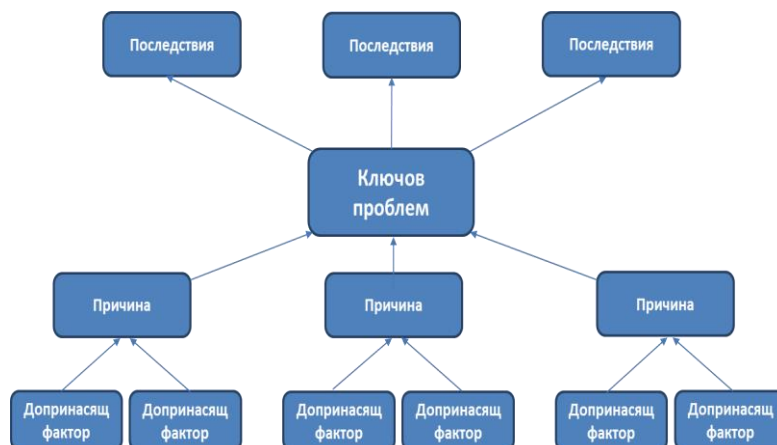 Последствия
Последствия
Последствия
Ключов
проблем
Причина
Причина
Причина
Допринасящ
фактор
Допринасящ
фактор
Допринасящ
фактор
Допринасящ
фактор
Допринасящ
фактор
Допринасящ
фактор